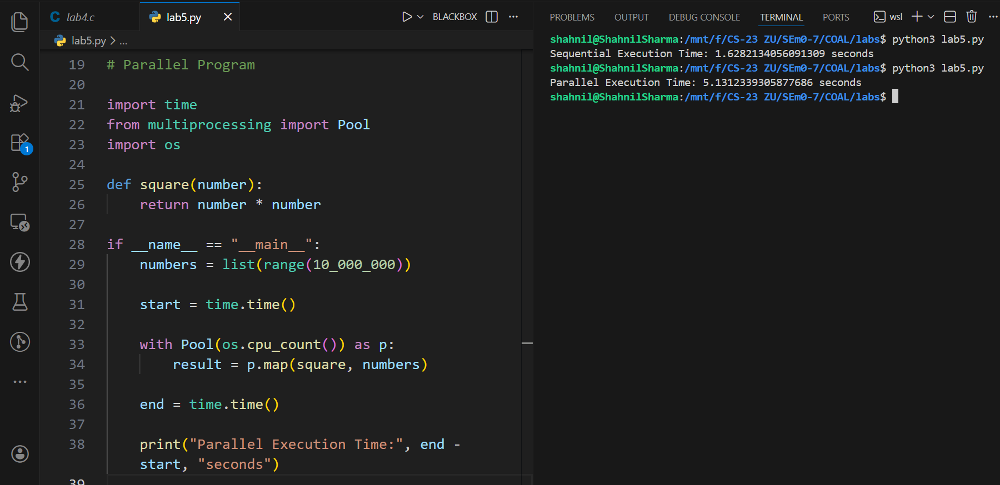 lab4.c
lab5.py
BLACKBOX
lab5.py > ...
19 # Parallel Program
20
21 import time
22 from multiprocessing import Pool
23 import os
24
25 def square(number):
26     return number * number
27
28 if __name__ == "__main__":
29     numbers = list(range(10_000_000))
30
31     start = time.time()
32
33     with Pool(os.cpu_count()) as p:
34         result = p.map(square, numbers)
35
36     end = time.time()
37
38     print("Parallel Execution Time:", end -
    start, "seconds")
39
1
PROBLEMS OUTPUT DEBUG CONSOLE TERMINAL PORTS wsl
shahnil@ShahnilSharma:/mnt/f/CS-23 ZU/SEm0-7/COAL/labs$ python3 lab5.py
Sequential Execution Time: 1.6282134056091309 seconds
shahnil@ShahnilSharma:/mnt/f/CS-23 ZU/SEm0-7/COAL/labs$ python3 lab5.py
Parallel Execution Time: 5.1312339305877686 seconds
shahnil@ShahnilSharma:/mnt/f/CS-23 ZU/SEm0-7/COAL/labs$